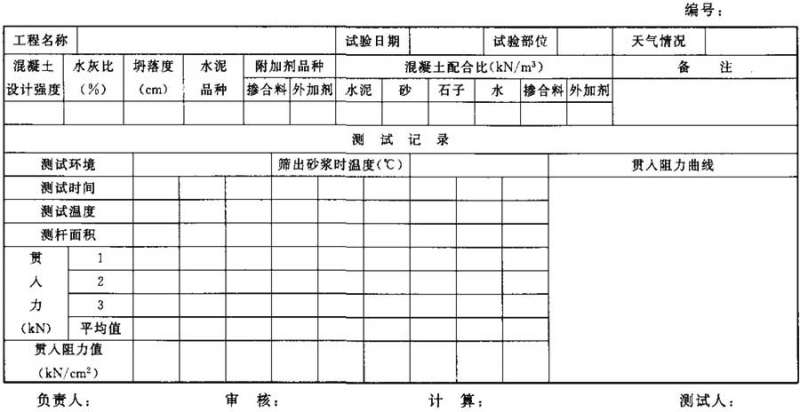 编号：
工程名称 试验日期 试验部位 天气情况
混凝土设计强度 水灰比（%） 坍落度（cm） 水泥品种 附加剂品种 混凝土配合比(kN/m³) 备 注
掺合料 外加剂 水泥 砂 石子 水 掺合料 外加剂
测 试 记 录
测试环境 筛出砂浆时温度(℃) 贯入阻力曲线
测试时间
测试温度
测杆面积
贯入力（kN） 1
2
3
平均值
贯入阻力值（kN/cm²）
负责人： 审 核： 计 算： 测试人：